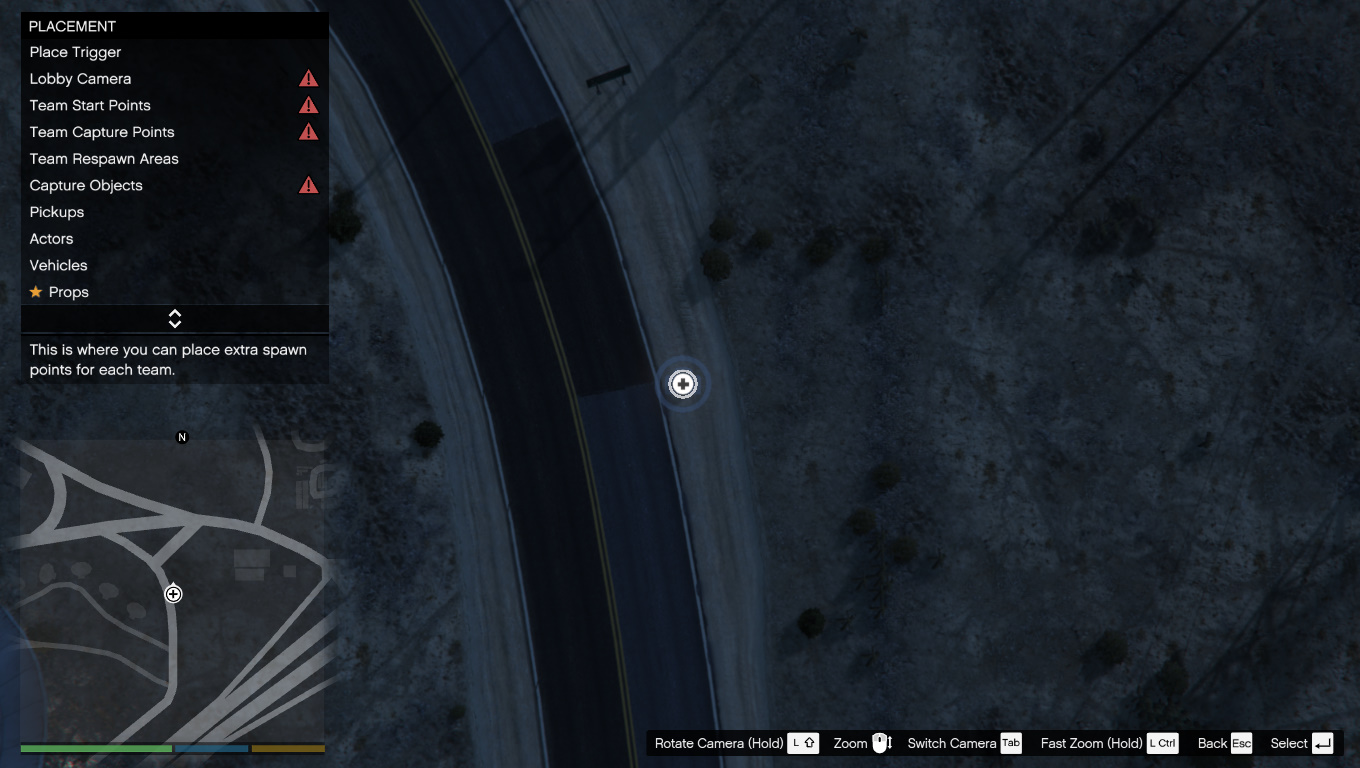 PLACEMENT
Place Trigger
Lobby Camera
Team Start Points
Team Capture Points
Team Respawn Areas
Capture Objects
Pickups
Actors
Vehicles
Props
This is where you can place extra spawn
points for each team.
N
Rotate Camera (Hold) L Zoom Switch Camera Tab Fast Zoom (Hold) L Ctrl Back Esc Select